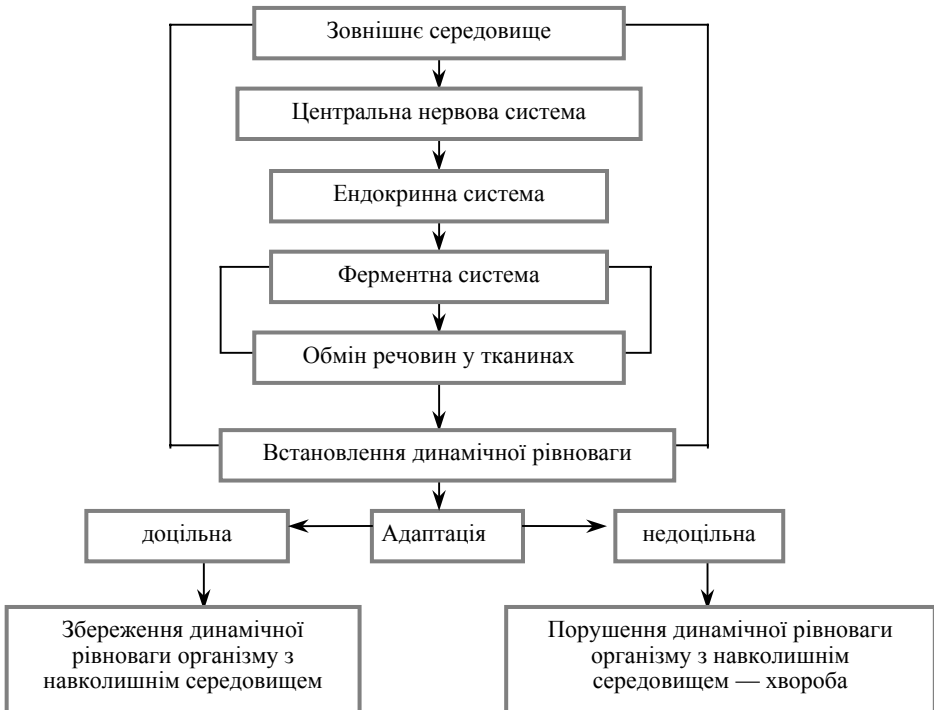 Зовнішнє середовище
Центральна нервова система
Ендокринна система
Ферментна система
Обмін речовин у тканинах
Встановлення динамічної рівноваги
доцільна
Адаптація
недоцільна
Збереження динамічної
рівноваги організму з
навколишнім середовищем
Порушення динамічної рівноваги
організму з навколишнім
середовищем — хвороба